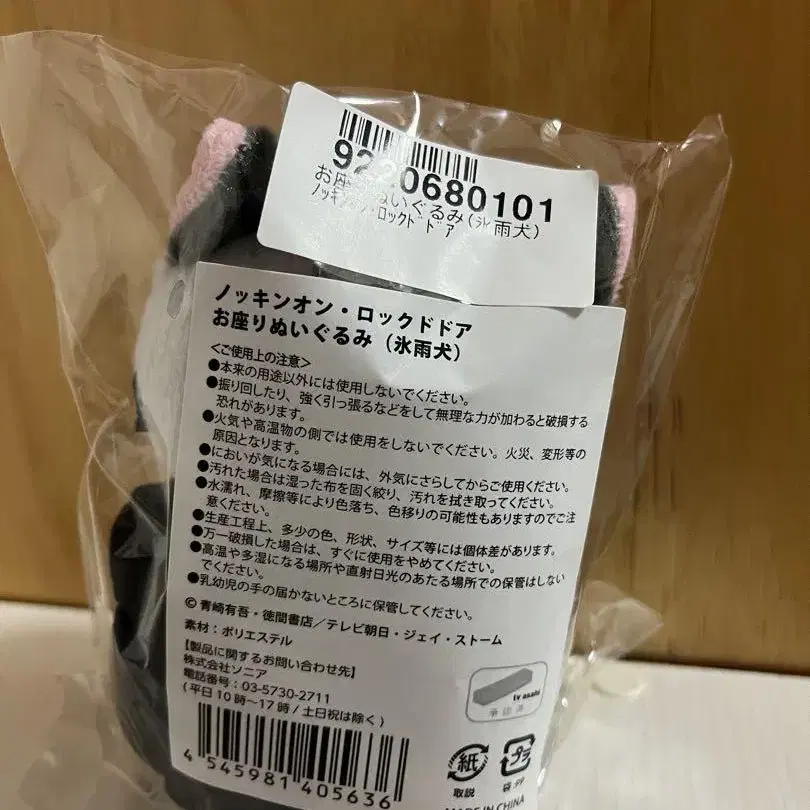 9220680101
お座りぬいぐるみ(氷雨犬)
ノッキンオン・ロックドドア
ノッキンオン・ロックドドア
お座りぬいぐるみ(氷雨犬)
<ご使用上の注意>
●本来の用途以外には使用しないでください。
●振り回したり、強く引っ張るなどをして無理な力が加わると破損する
恐れがあります。
●火気や高温物の側では使用をしないでください。火災、変形等の
原因となります。
●においが気になる場合には、外気にさらしてからご使用ください。
●汚れた場合は湿った布を固く絞り、汚れを拭き取ってください。
●水濡れ、摩擦等により色落ち、色移りの可能性もありますのでご注
意ください。
●生産工程上、多少の色、形状、サイズ等には個体差があります。
●万一破損した場合は、すぐに使用をやめてください。
●高温や多湿になる場所や直射日光のあたる場所での保管はしない
でください。
●乳幼児の手の届かないところに保管してください。
© 青崎有吾・徳間書店/テレビ朝日・ジェイ・ストーム
素材:ポリエステル
【製品に関するお問い合わせ先】
株式会社ソニア
電話番号:03-5730-2711
(平日10時〜17時/土日祝は除く)
tv asahi
承認済
4 545981 405636
紙
取説
プラ
袋:PP
MADE IN CHINA